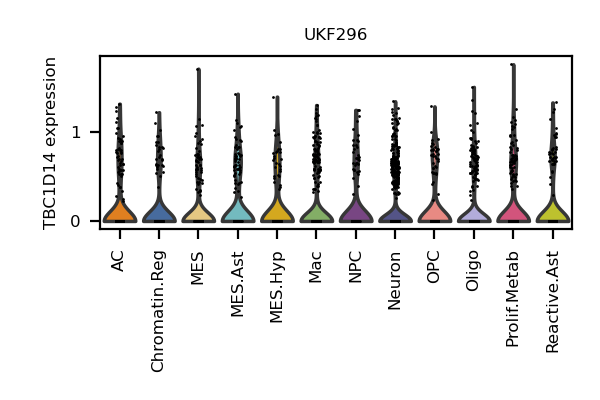 UKF296
TBC1D14 expression
1
0
AC
Chromatin.Reg
MES
MES.Ast
MES.Hyp
Mac
NPC
Neuron
OPC
Oligo
Prolif.Metab
Reactive.Ast